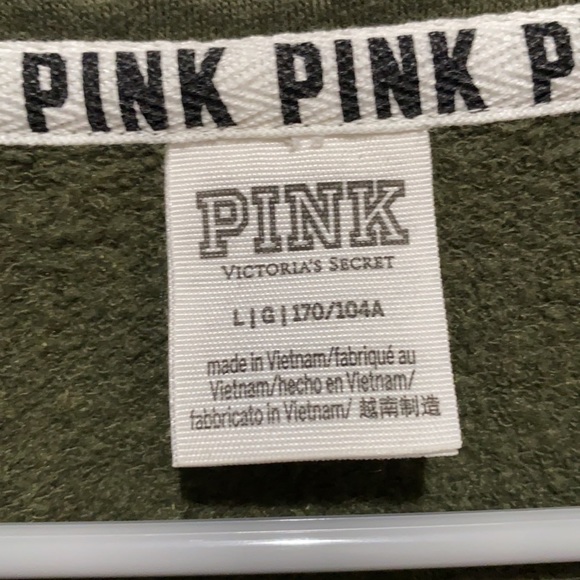 PINK PINK P
PINK
VICTORIA'S SECRET
L|G|170/104A
made in Vietnam/fabriqué au
Vietnam/hecho en Vietnam/
fabbricato in Vietnam/ 越南制造